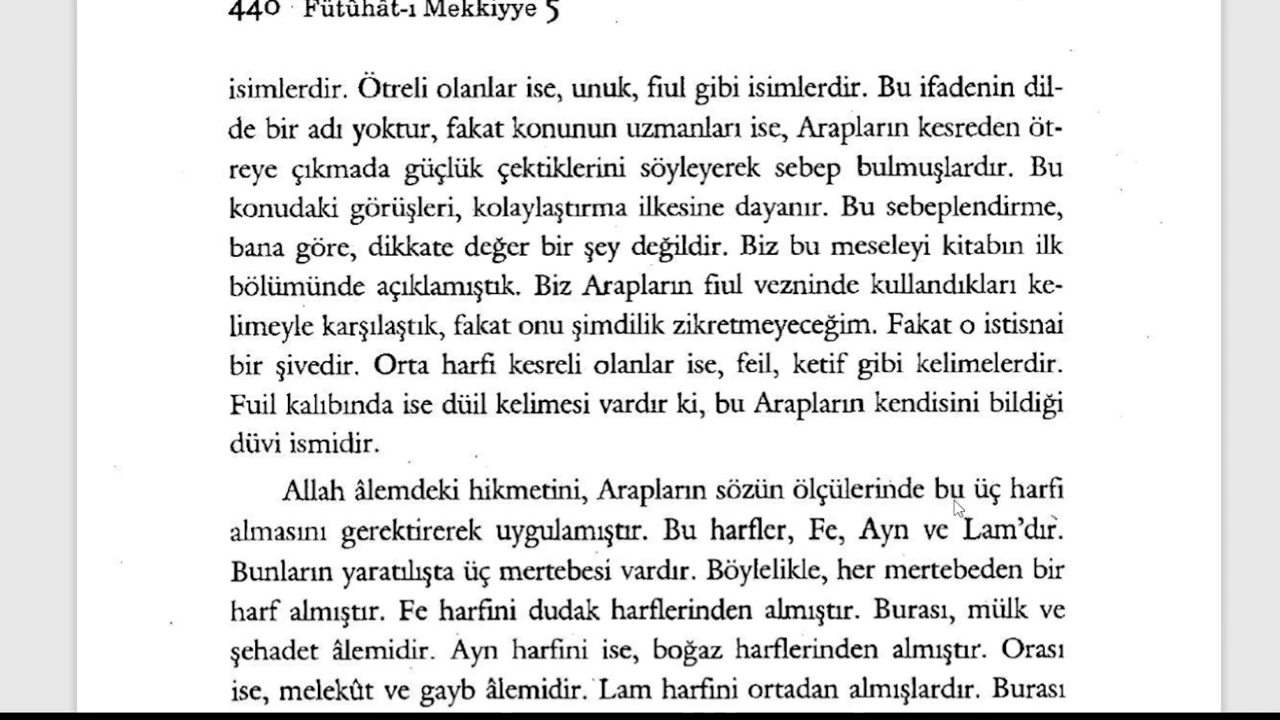 440 · Fütûhât-ı Mekkiyye 5
isimlerdir. Ötreli olanlar ise, unuk, fiul gibi isimlerdir. Bu ifadenin dil-
de bir adı yoktur, fakat konunun uzmanları ise, Arapların kesreden öt-
reye çıkmada güçlük çektiklerini söyleyerek sebep bulmuşlardır. Bu
konudaki görüşleri, kolaylaştırma ilkesine dayanır. Bu sebeplendirme,
bana göre, dikkate değer bir şey değildir. Biz bu meseleyi kitabın ilk
bölümünde açıklamıştık. Biz Arapların fiul vezninde kullandıkları ke-
limeyle karşılaştık, fakat onu şimdilik zikretmeyeceğim. Fakat o istisnai
bir şivedir. Orta harfi kesreli olanlar ise, feil, ketif gibi kelimelerdir.
Fuil kalıbında ise düil kelimesi vardır ki, bu Arapların kendisini bildiği
düvi ismidir.
Allah âlemdeki hikmetini, Arapların sözün ölçülerinde bu üç harfi
almasını gerektirerek uygulamıştır. Bu harfler, Fe, Ayn ve Lam’dır.
Bunların yaratılışta üç mertebesi vardır. Böylelikle, her mertebeden bir
harf almıştır. Fe harfini dudak harflerinden almıştır. Burası, mülk ve
şehadet âlemidir. Ayn harfini ise, boğaz harflerinden almıştır. Orası
ise, melekût ve gayb âlemidir. Lam harfini ortadan almışlardır. Burası